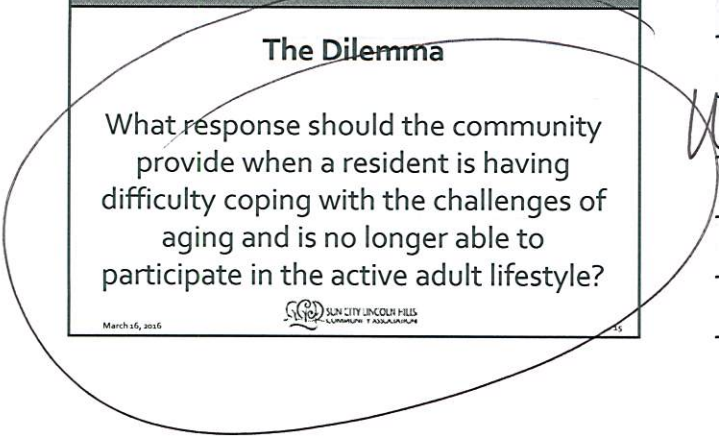 The Dilemma
What response should the community
provide when a resident is having
difficulty coping with the challenges of
aging and is no longer able to
participate in the active adult lifestyle?
SUN CITY LINCOLN HILLS
COMMUNITY ASSOCIATION
March 16, 2016
15